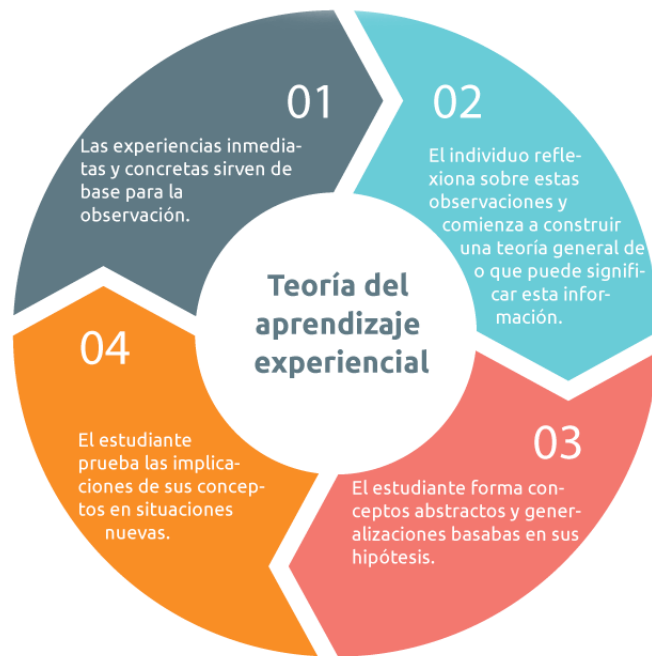 01
Las experiencias inmedia-
tas y concretas sirven de
base para la
observación.
02
El individuo refle-
xiona sobre estas
observaciones y
comienza a construir
una teoría general de
o que puede signifi-
car esta infor-
mación.
Teoría del
aprendizaje
experiencial
03
El estudiante forma con-
ceptos abstractos y gener-
alizaciones basabas en sus
hipótesis.
04
El estudiante
prueba las implica-
ciones de sus concep-
tos en situaciones
nuevas.